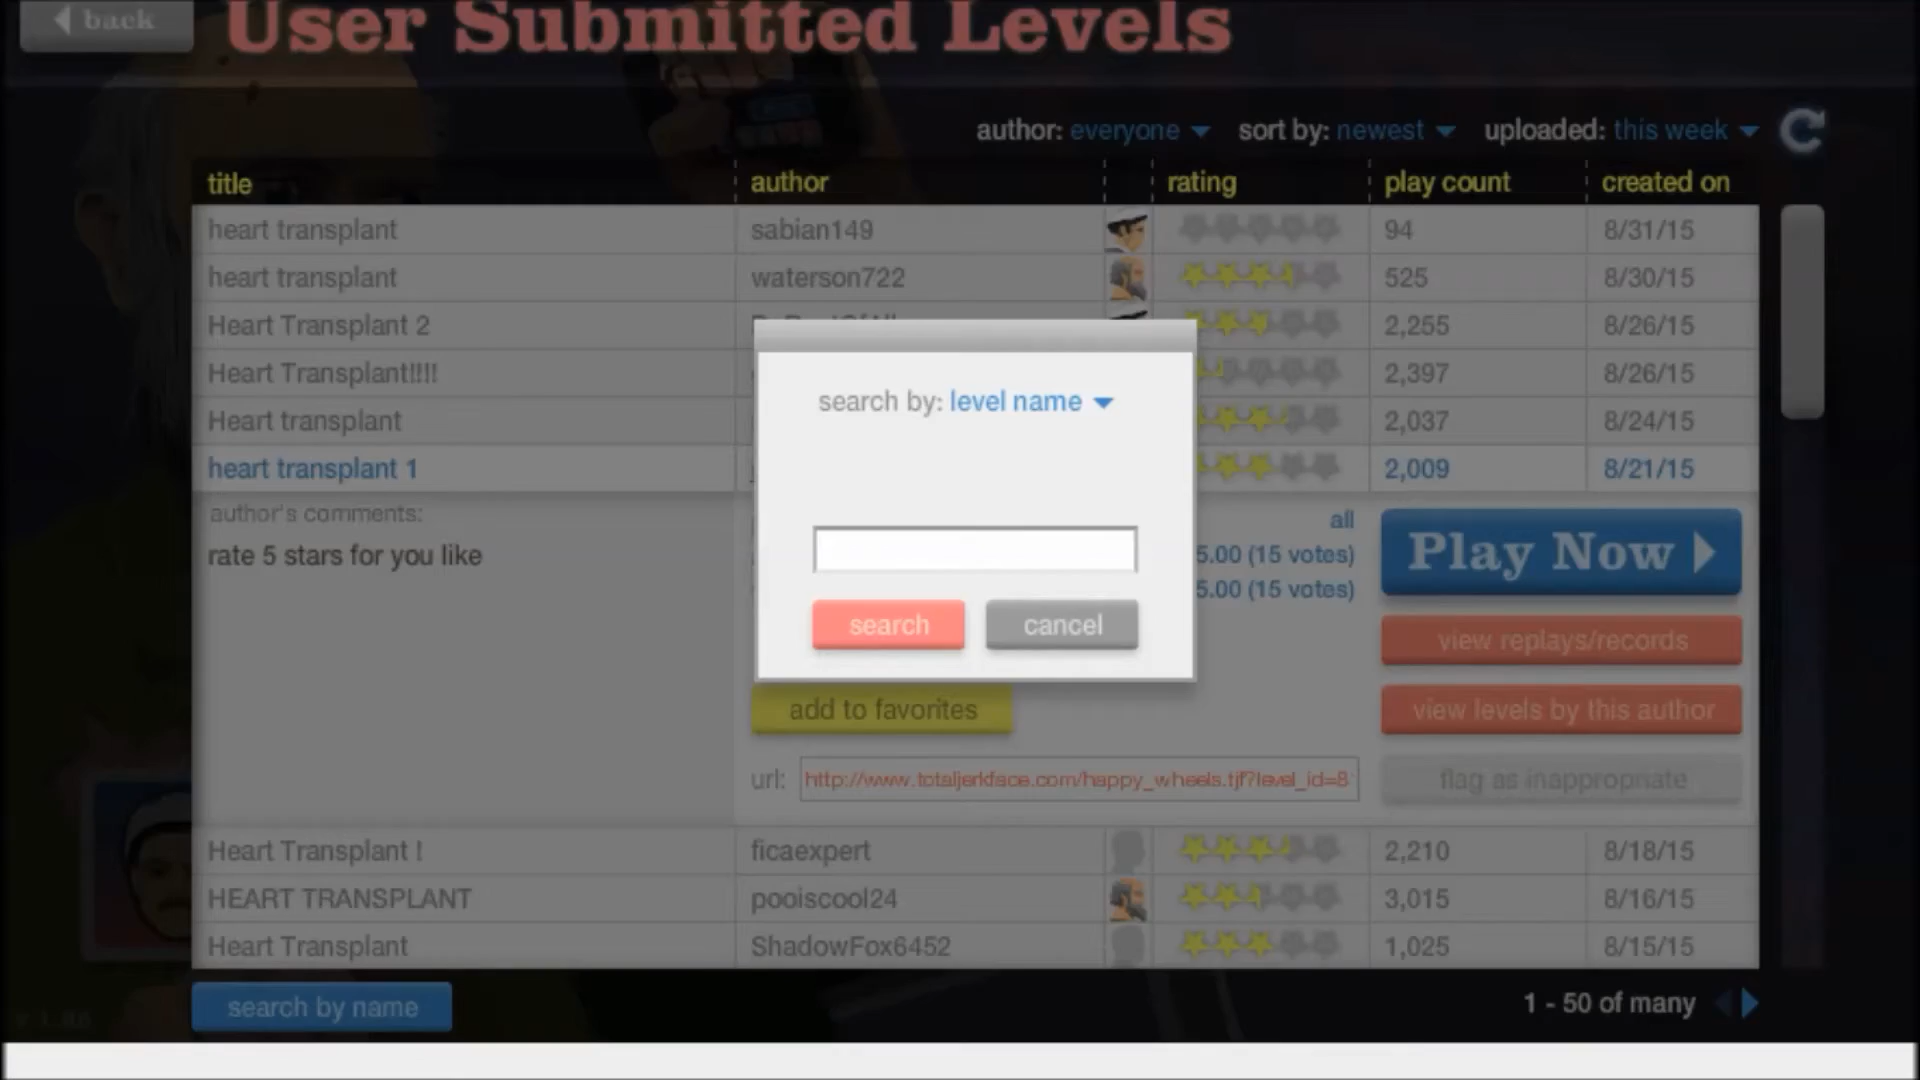 back
User Submitted Levels
author: everyone sort by: newest uploaded: this week
title author rating play count created on
heart transplant sabian149 94 8/31/15
heart transplant waterson722 525 8/30/15
Heart Transplant 2 2,255 8/26/15
Heart Transplant!!!! 2,397 8/26/15
Heart transplant 2,037 8/24/15
heart transplant 1 2,009 8/21/15
search by: level name
search cancel
author's comments:
rate 5 stars for you like
all
5.00 (15 votes)
5.00 (15 votes)
Play Now
view replays/records
add to favorites
view levels by this author
url: http://www.totaljerkface.com/happy_wheels.tjf?level_id=8
flag as inappropriate
Heart Transplant ! ficaexpert 2,210 8/18/15
HEART TRANSPLANT pooiscool24 3,015 8/16/15
Heart Transplant ShadowFox6452 1,025 8/15/15
search by name
1 - 50 of many